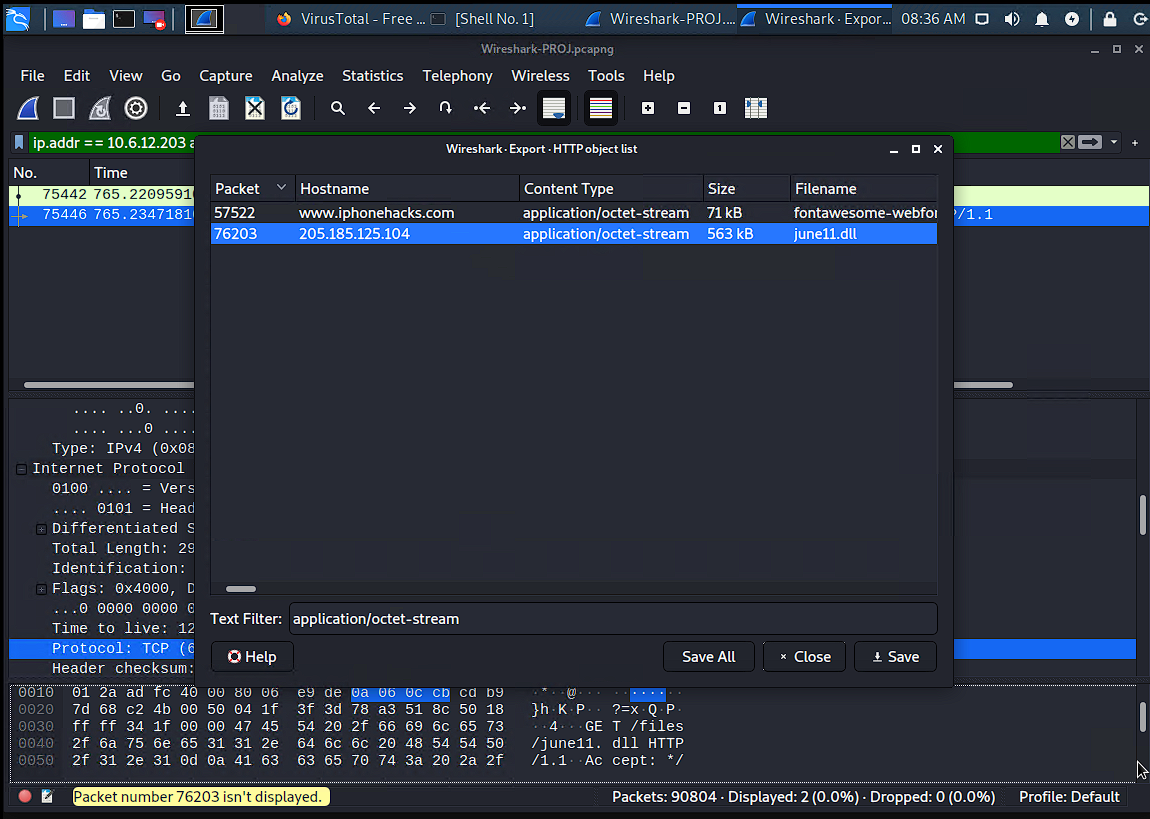 VirusTotal - Free ...
[Shell No. 1]
Wireshark-PROJ....
Wireshark · Expor...
08:36 AM
Wireshark-PROJ.pcapng
File Edit View Go Capture Analyze Statistics Telephony Wireless Tools Help
ip.addr == 10.6.12.203 a
No. Time
75442 765.2209591
75446 765.2347181
P/1.1
Wireshark · Export · HTTP object list
Packet Hostname Content Type Size Filename
57522 www.iphonehacks.com application/octet-stream 71 kB fontawesome-webfor
76203 205.185.125.104 application/octet-stream 563 kB june11.dll
.... ..0. ....
.... ...0 ....
Type: IPv4 (0x08
Internet Protocol
0100 .... = Vers
.... 0101 = Head
Differentiated S
Total Length: 29
Identification:
Flags: 0x4000, D
...0 0000 0000 0
Time to live: 12
Protocol: TCP (6
Header checksum:
Text Filter: application/octet-stream
Help Save All × Close Save
0010 01 2a ad fc 40 00 80 06 e9 de 0a 06 0c cb cd b9 ·*··@··· ········
0020 7d 68 c2 4b 00 50 04 1f 3f 3d 78 a3 51 8c 50 18 }h·K·P·· ?=x·Q·P·
0030 ff ff 34 1f 00 00 47 45 54 20 2f 66 69 6c 65 73 ··4···GE T /files
0040 2f 6a 75 6e 65 31 31 2e 64 6c 6c 20 48 54 54 50 /june11. dll HTTP
0050 2f 31 2e 31 0d 0a 41 63 63 65 70 74 3a 20 2a 2f /1.1··Ac cept: */
Packet number 76203 isn't displayed.
Packets: 90804 · Displayed: 2 (0.0%) · Dropped: 0 (0.0%)
Profile: Default